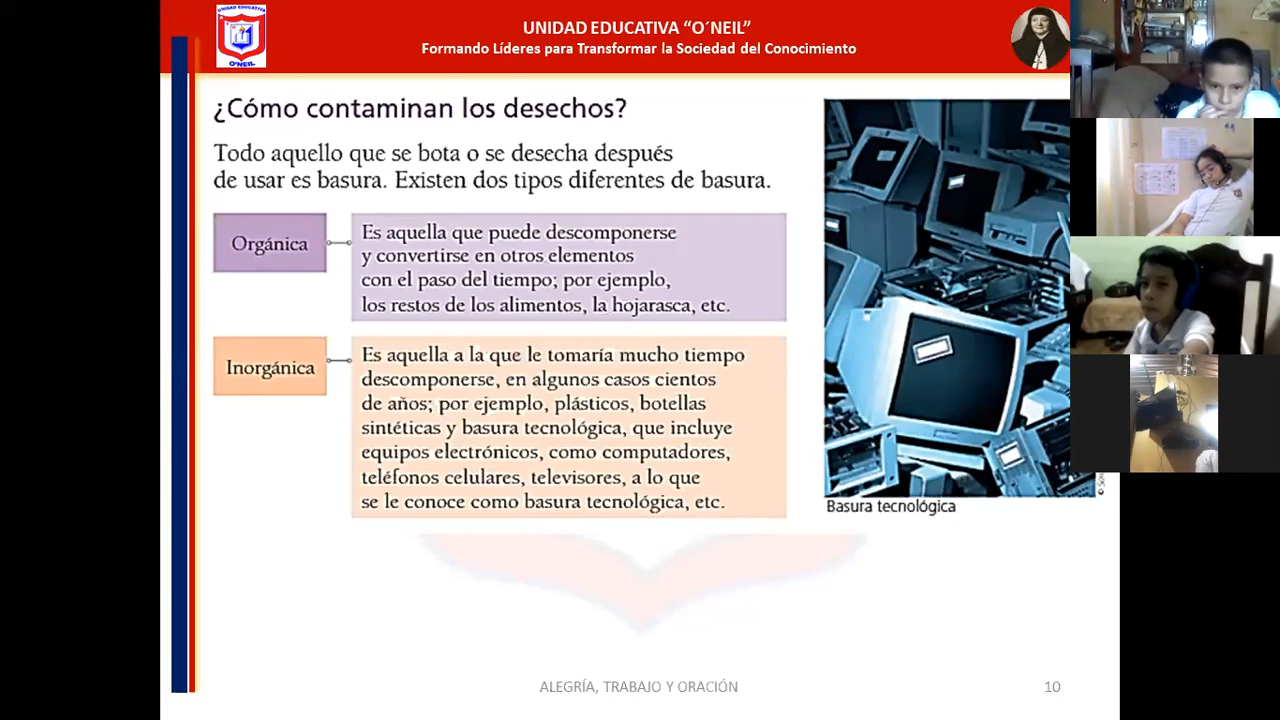 UNIDAD EDUCATIVA
O'NEIL
UNIDAD EDUCATIVA “O´NEIL”
Formando Líderes para Transformar la Sociedad del Conocimiento
¿Cómo contaminan los desechos?
Todo aquello que se bota o se desecha después
de usar es basura. Existen dos tipos diferentes de basura.
Orgánica
Es aquella que puede descomponerse
y convertirse en otros elementos
con el paso del tiempo; por ejemplo,
los restos de los alimentos, la hojarasca, etc.
Inorgánica
Es aquella a la que le tomaría mucho tiempo
descomponerse, en algunos casos cientos
de años; por ejemplo, plásticos, botellas
sintéticas y basura tecnológica, que incluye
equipos electrónicos, como computadores,
teléfonos celulares, televisores, a lo que
se le conoce como basura tecnológica, etc.
Basura tecnológica
ALEGRÍA, TRABAJO Y ORACIÓN
10